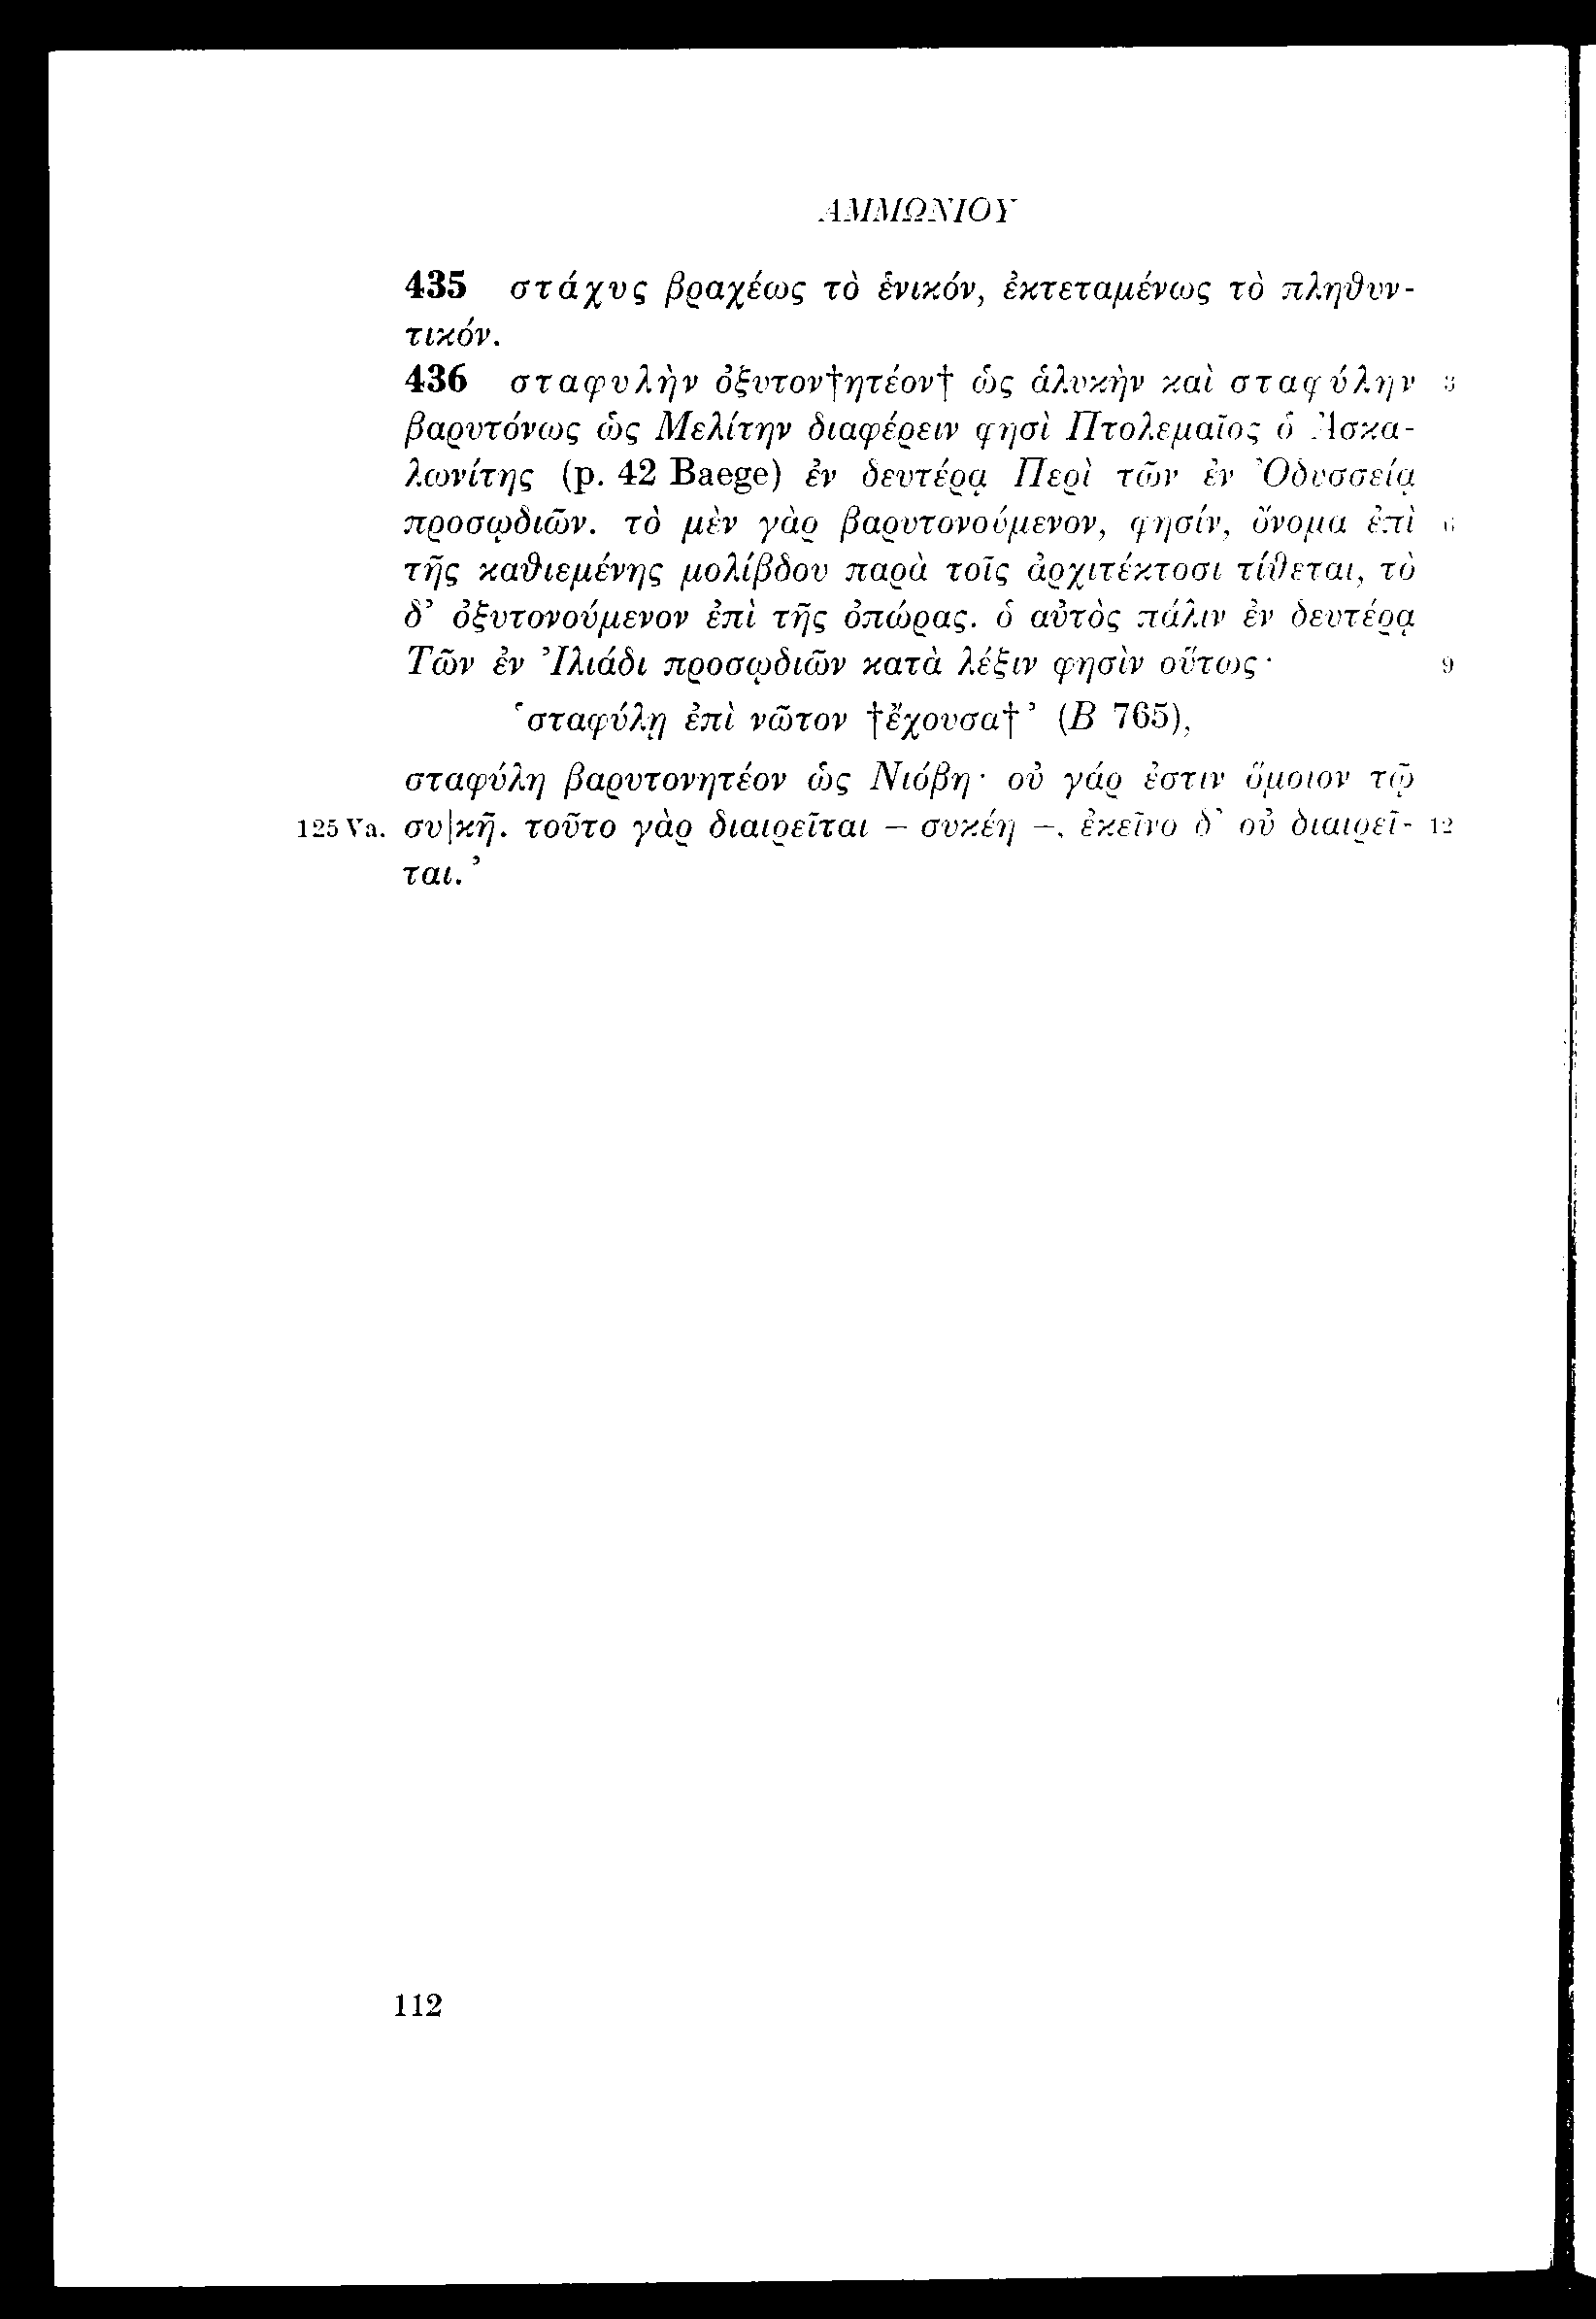 ΑΜΜΩΝΙΟΥ
435 στάχυς βραχέως τὸ ἑνικόν, ἐκτεταμένως τὸ πληθυν-
τικόν.
436 σταφυλὴν ὀξυτον†ητέον† ὡς ἁλυκὴν καὶ σταφύλην 3
βαρυτόνως ὡς Μελίτην διαφέρειν φησὶ Πτολεμαῖος ὁ Ἀσκα-
λωνίτης (p. 42 Baege) ἐν δευτέρᾳ Περὶ τῶν ἐν Ὀδυσσείᾳ
προσῳδιῶν. τὸ μὲν γὰρ βαρυτονούμενον, φησίν, ὄνομα ἐπὶ 6
τῆς καθιεμένης μολίβδου παρὰ τοῖς ἀρχιτέκτοσι τίθεται, τὸ
δ’ ὀξυτονούμενον ἐπὶ τῆς ὀπώρας. ὁ αὐτὸς πάλιν ἐν δευτέρᾳ
Τῶν ἐν Ἰλιάδι προσῳδιῶν κατὰ λέξιν φησὶν οὕτως· 9
‘σταφύλῃ ἐπὶ νῶτον †ἔχουσα†’ (Β 765),
σταφύλη βαρυτονητέον ὡς Νιόβη· οὐ γάρ ἐστιν ὅμοιον τῷ
125 Va. συ|κῆ. τοῦτο γὰρ διαιρεῖται – συκέη –, ἐκεῖνο δ’ οὐ διαιρεῖ- 12
ται.’
112